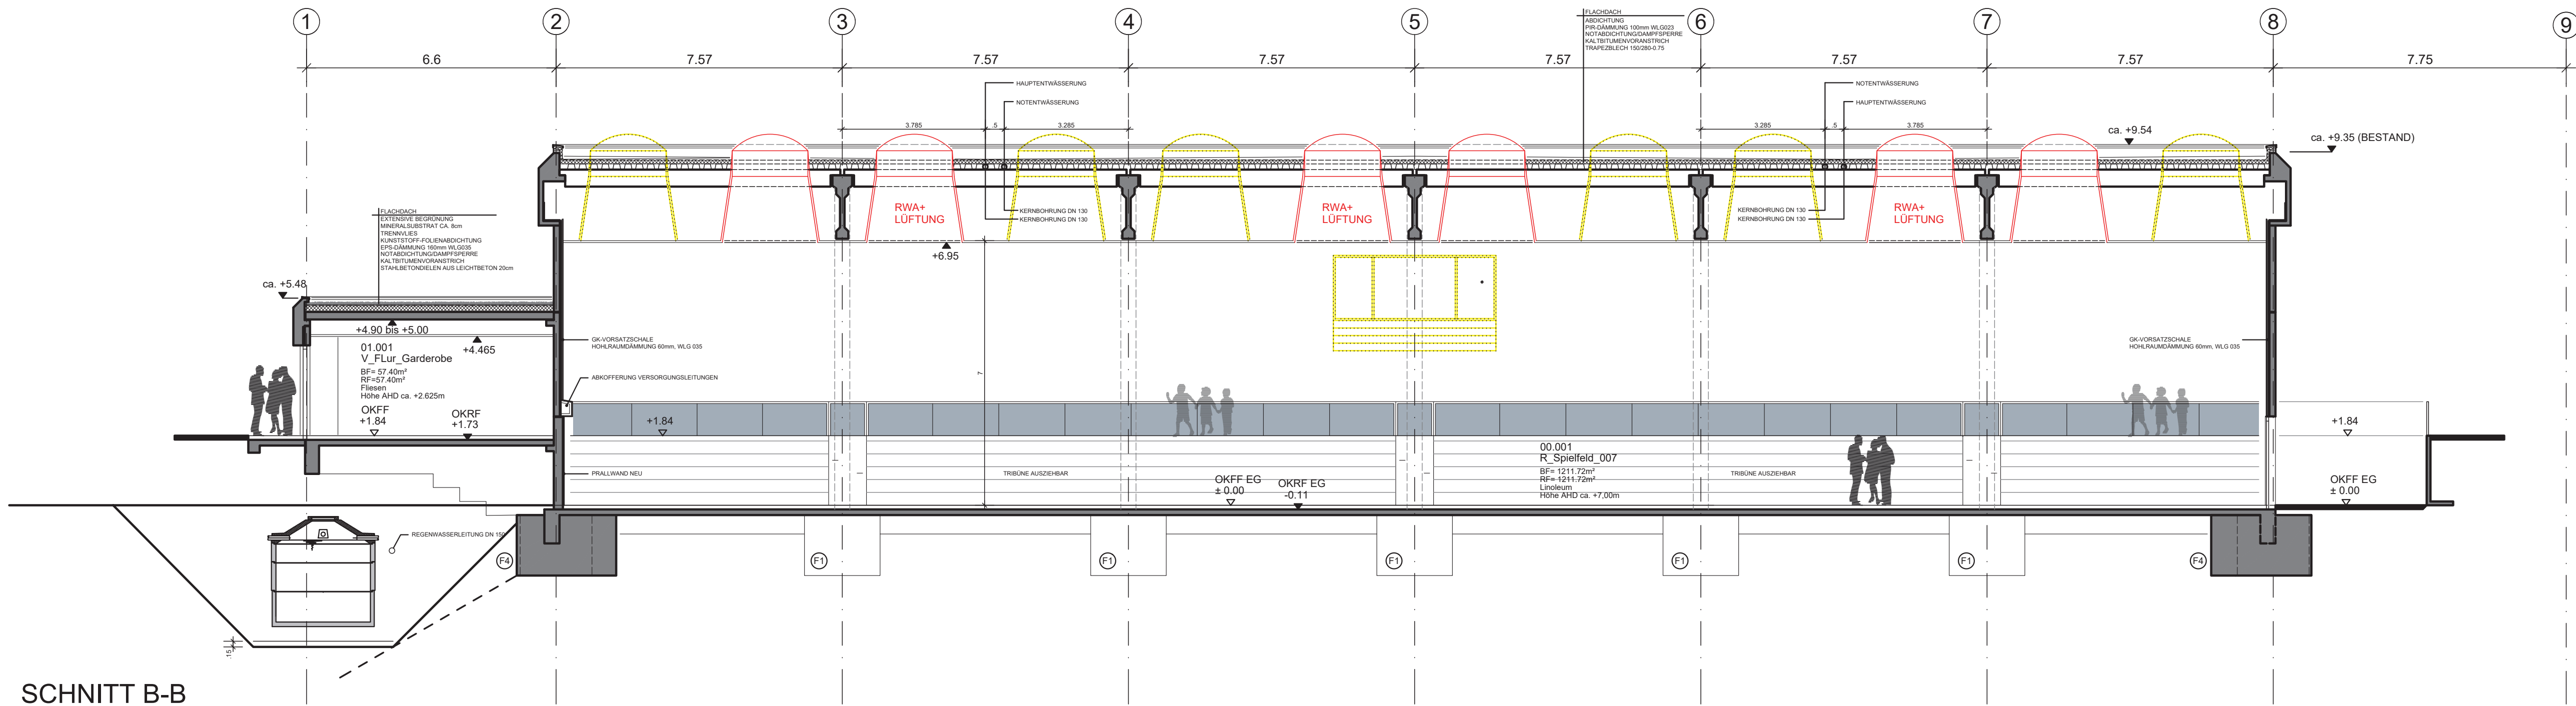 1
2
3
4
5
6
7
8
9
6.6
7.57
7.57
7.57
7.57
7.57
7.57
7.75
FLACHDACH
ABDICHTUNG
PIR-DÄMMUNG 100mm WLG023
NOTABDICHTUNG/DAMPFSPERRE
KALTBITUMENVORANSTRICH
TRAPEZBLECH 150/280-0.75
HAUPTENTWÄSSERUNG
NOTENTWÄSSERUNG
NOTENTWÄSSERUNG
HAUPTENTWÄSSERUNG
3.785
.5
3.285
3.285
.5
3.785
ca. +9.54
ca. +9.35 (BESTAND)
RWA+
LÜFTUNG
RWA+
LÜFTUNG
RWA+
LÜFTUNG
KERNBOHRUNG DN 130
KERNBOHRUNG DN 130
KERNBOHRUNG DN 130
KERNBOHRUNG DN 130
FLACHDACH
EXTENSIVE BEGRÜNUNG
MINERALSUBSTRAT CA. 8cm
TRENNVLIES
KUNSTSTOFF-FOLIENABDICHTUNG
EPS-DÄMMUNG 160mm WLG035
NOTABDICHTUNG/DAMPFSPERRE
KALTBITUMENVORANSTRICH
STAHLBETONDIELEN AUS LEICHTBETON 20cm
+6.95
ca. +5.48
+4.90 bis +5.00
+4.465
01.001
V_FLur_Garderobe
BF= 57.40m²
RF=57.40m²
Fliesen
Höhe AHD ca. +2.625m
OKFF
+1.84
OKRF
+1.73
GK-VORSATZSCHALE
HOHLRAUMDÄMMUNG 60mm, WLG 035
GK-VORSATZSCHALE
HOHLRAUMDÄMMUNG 60mm, WLG 035
ABKOFFERUNG VERSORGUNGSLEITUNGEN
7
+1.84
+1.84
PRALLWAND NEU
TRIBÜNE AUSZIEHBAR
00.001
R_Spielfeld_007
BF= 1211.72m²
RF= 1211.72m²
Linoleum
Höhe AHD ca. +7,00m
TRIBÜNE AUSZIEHBAR
OKFF EG
± 0.00
OKRF EG
-0.11
OKFF EG
± 0.00
REGENWASSERLEITUNG DN 150
F4
F1
F1
F1
F1
F1
F4
.15
SCHNITT B-B